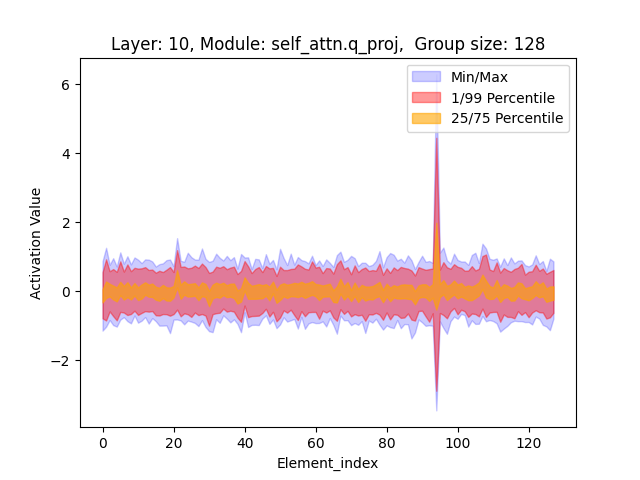 Layer: 10, Module: self_attn.q_proj,  Group size: 128
Min/Max
1/99 Percentile
25/75 Percentile
Activation Value
6
4
2
0
−2
0 20 40 60 80 100 120
Element_index